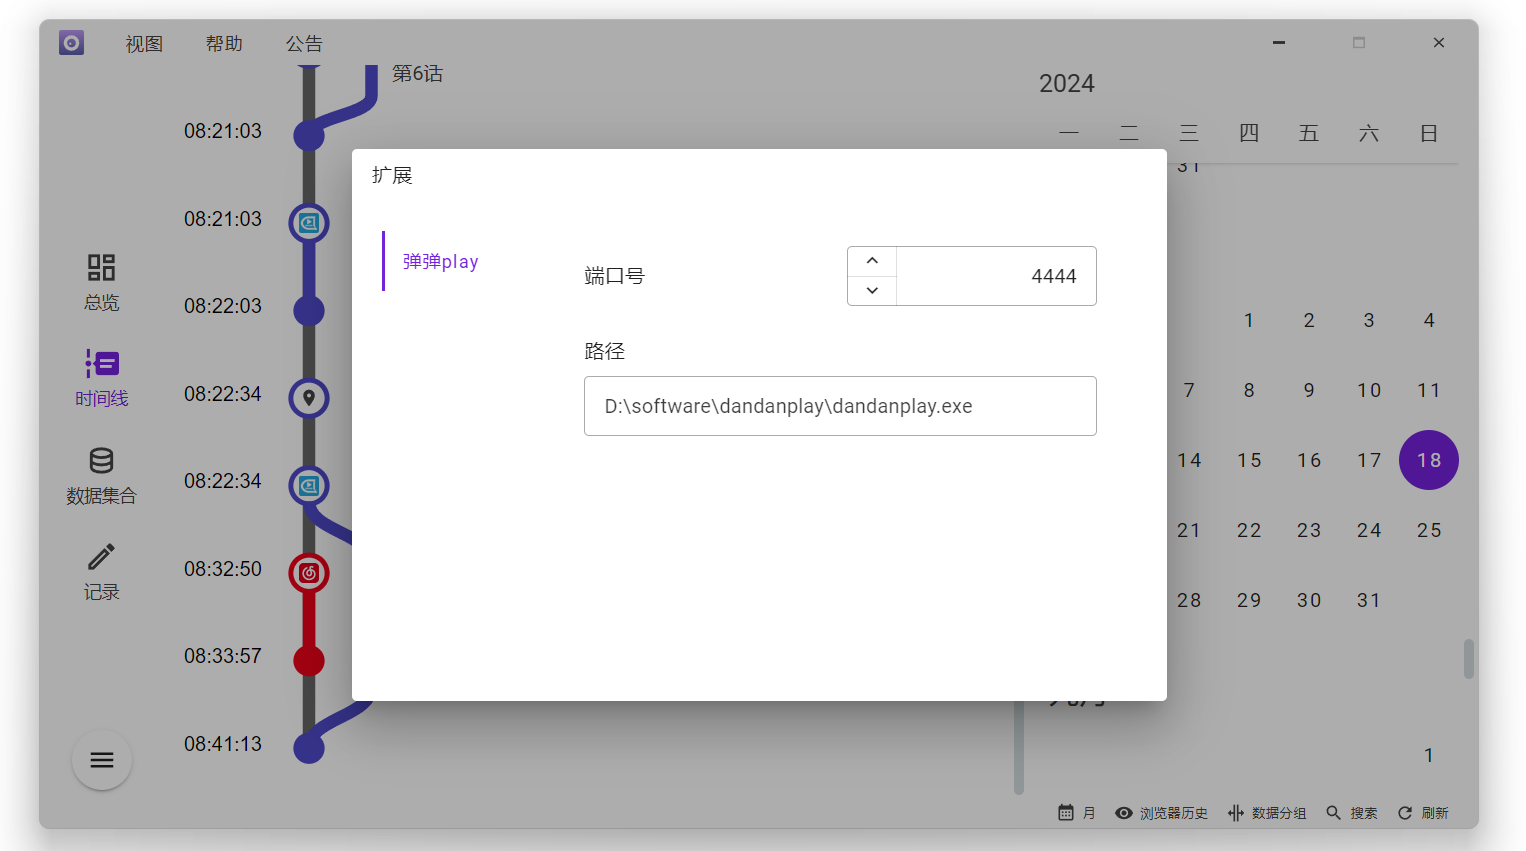 视图 帮助 公告
第6话
2024
一 二 三 四 五 六 日
31
08:21:03
08:21:03
08:22:03
08:22:34
08:22:34
08:32:50
08:33:57
08:41:13
总览
时间线
数据集合
记录
扩展
弹弹play
端口号
4444
路径
D:\software\dandanplay\dandanplay.exe
1 2 3 4
7 8 9 10 11
14 15 16 17 18
21 22 23 24 25
28 29 30 31
1
月 浏览器历史 数据分组 搜索 刷新